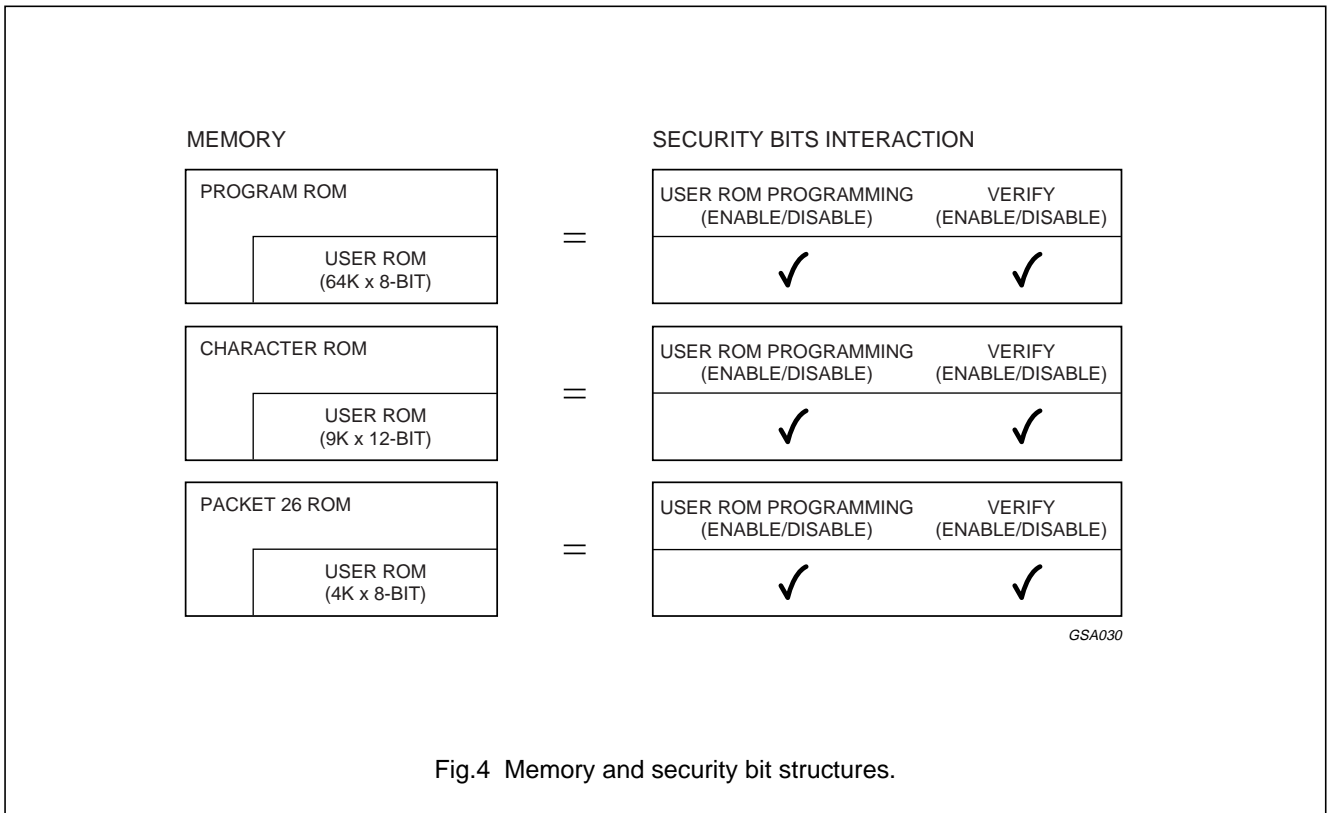 MEMORY
SECURITY BITS INTERACTION
PROGRAM ROM
USER ROM
(64K x 8-BIT)
=
USER ROM PROGRAMMING
(ENABLE/DISABLE)
VERIFY
(ENABLE/DISABLE)
✓ ✓
CHARACTER ROM
USER ROM
(9K x 12-BIT)
=
USER ROM PROGRAMMING
(ENABLE/DISABLE)
VERIFY
(ENABLE/DISABLE)
✓ ✓
PACKET 26 ROM
USER ROM
(4K x 8-BIT)
=
USER ROM PROGRAMMING
(ENABLE/DISABLE)
VERIFY
(ENABLE/DISABLE)
✓ ✓
GSA030
Fig.4 Memory and security bit structures.